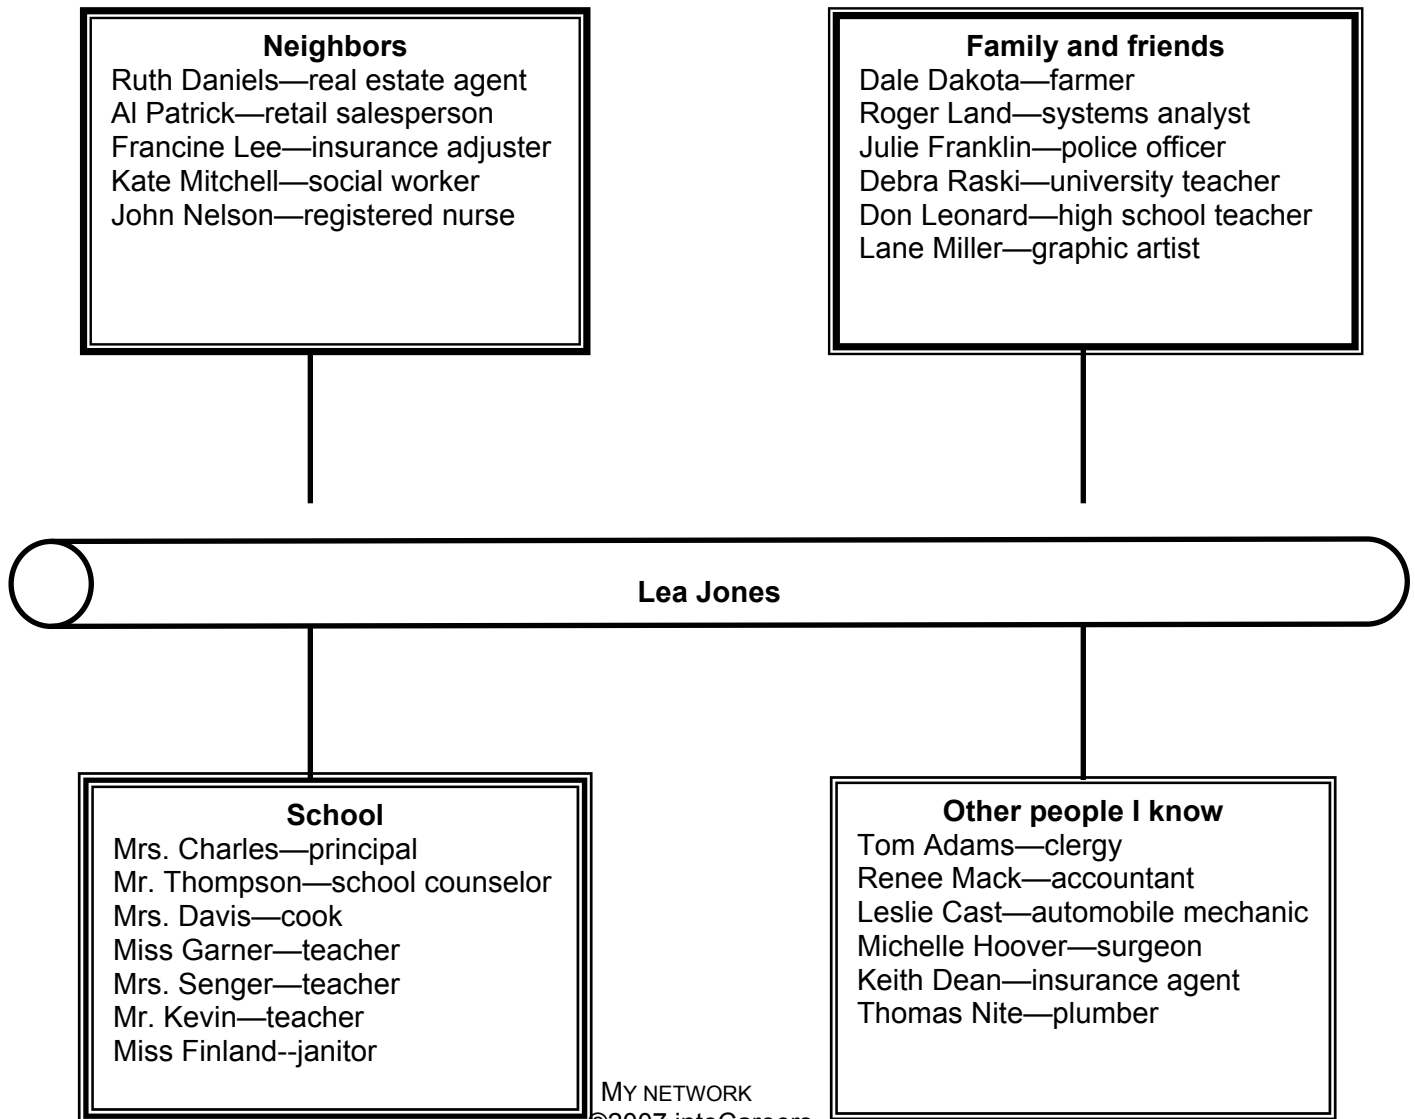 Neighbors
Ruth Daniels—real estate agent
Al Patrick—retail salesperson
Francine Lee—insurance adjuster
Kate Mitchell—social worker
John Nelson—registered nurse
Family and friends
Dale Dakota—farmer
Roger Land—systems analyst
Julie Franklin—police officer
Debra Raski—university teacher
Don Leonard—high school teacher
Lane Miller—graphic artist
Lea Jones
School
Mrs. Charles—principal
Mr. Thompson—school counselor
Mrs. Davis—cook
Miss Garner—teacher
Mrs. Senger—teacher
Mr. Kevin—teacher
Miss Finland--janitor
Other people I know
Tom Adams—clergy
Renee Mack—accountant
Leslie Cast—automobile mechanic
Michelle Hoover—surgeon
Keith Dean—insurance agent
Thomas Nite—plumber
MY NETWORK
©2007 intoCareers